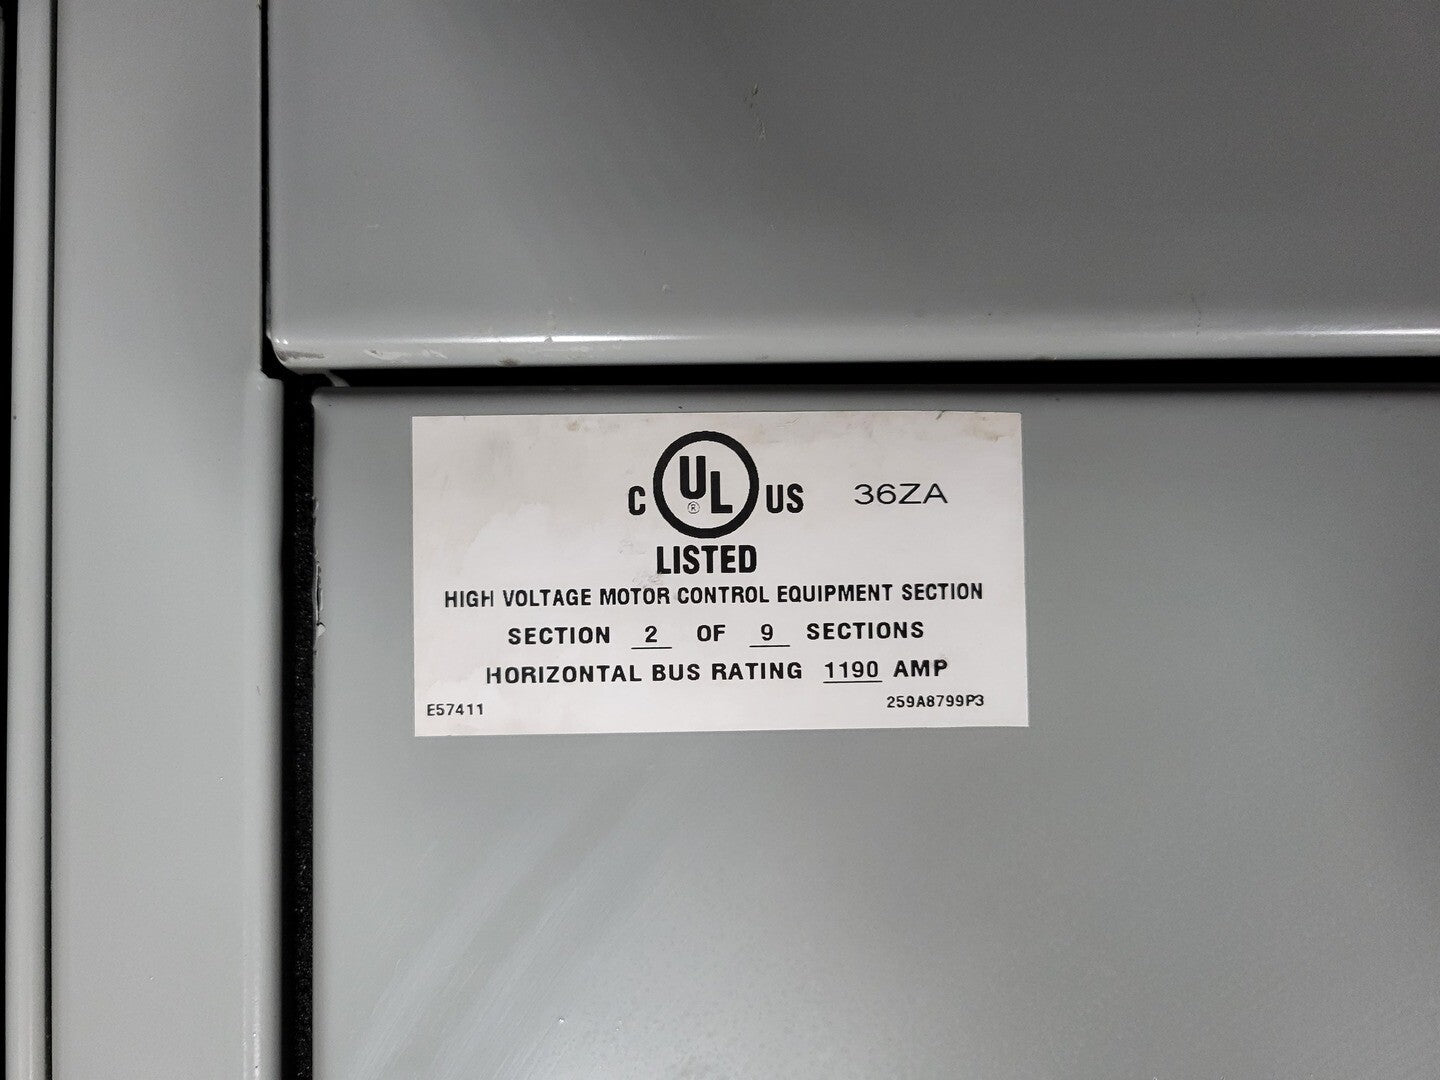 C UL ® US 36ZA
LISTED
HIGH VOLTAGE MOTOR CONTROL EQUIPMENT SECTION
SECTION 2 OF 9 SECTIONS
HORIZONTAL BUS RATING 1190 AMP
E57411 259A8799P3